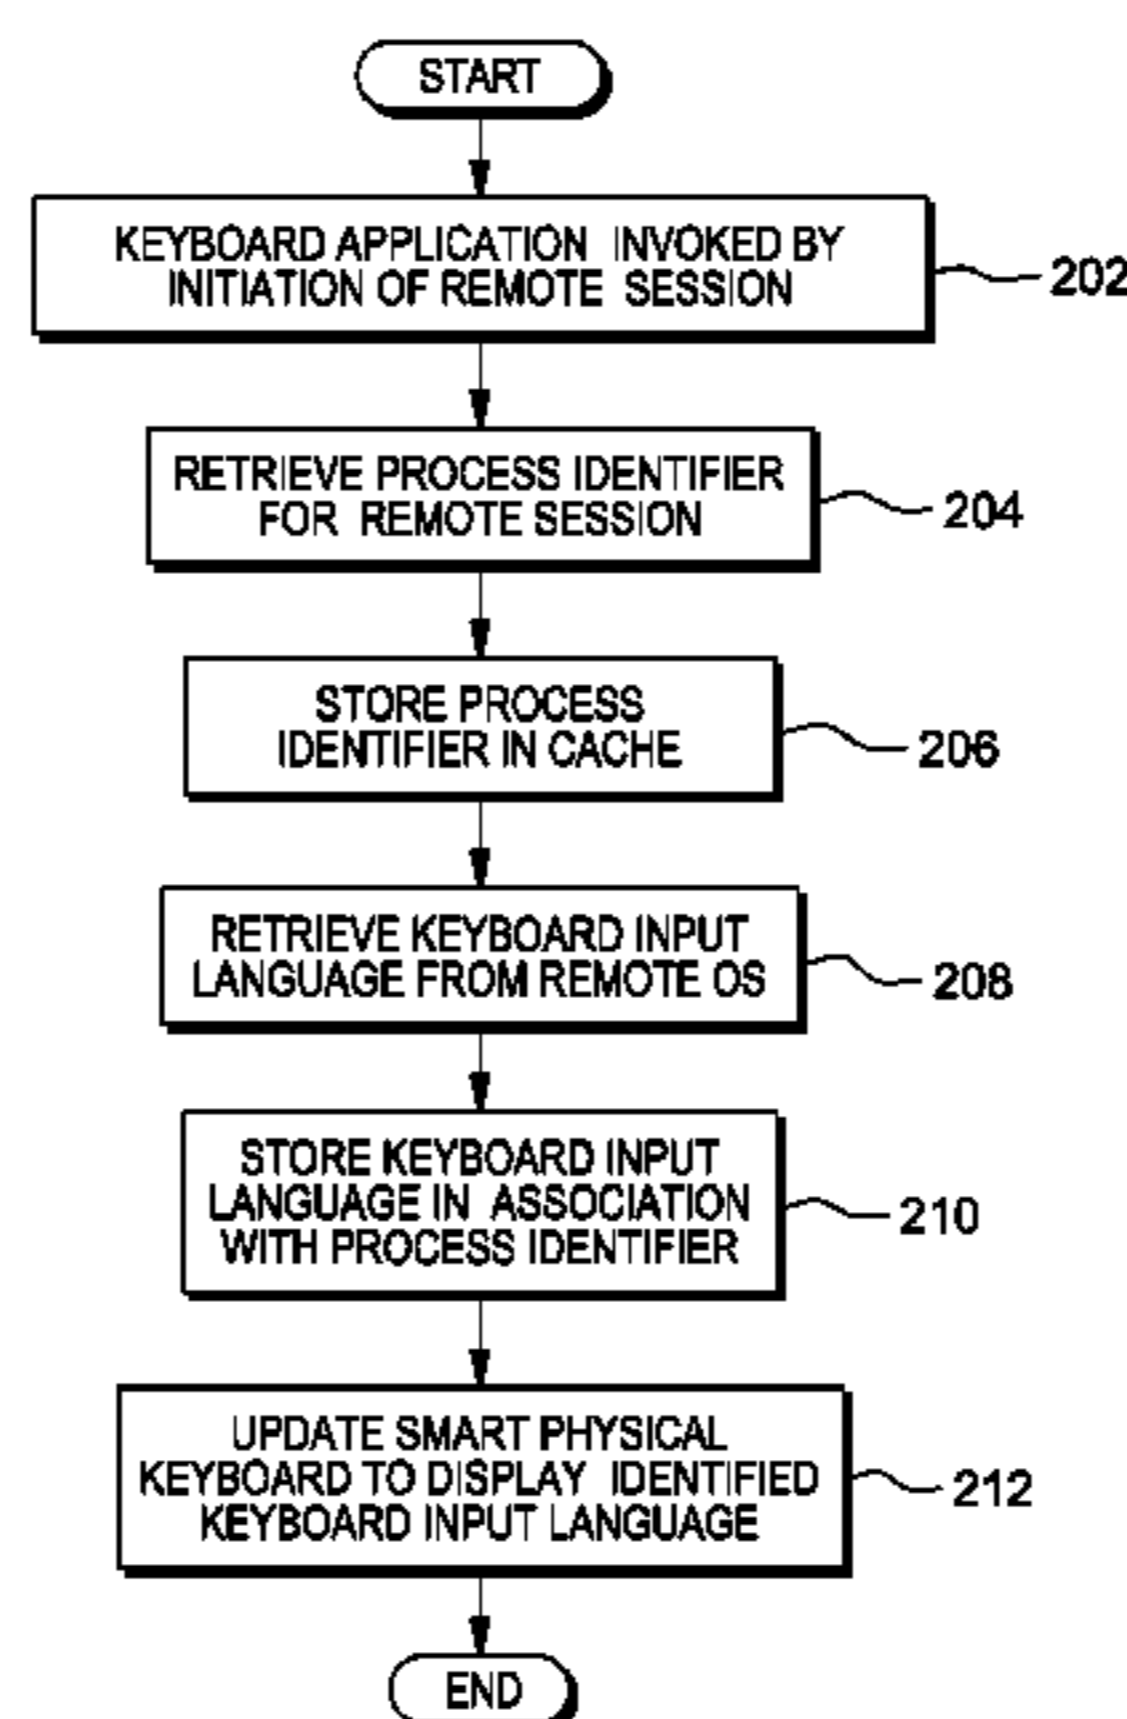 START
KEYBOARD APPLICATION INVOKED BY
INITIATION OF REMOTE SESSION
202
RETRIEVE PROCESS IDENTIFIER
FOR REMOTE SESSION
204
STORE PROCESS
IDENTIFIER IN CACHE
206
RETRIEVE KEYBOARD INPUT
LANGUAGE FROM REMOTE OS
208
STORE KEYBOARD INPUT
LANGUAGE IN ASSOCIATION
WITH PROCESS IDENTIFIER
210
UPDATE SMART PHYSICAL
KEYBOARD TO DISPLAY IDENTIFIED
KEYBOARD INPUT LANGUAGE
212
END